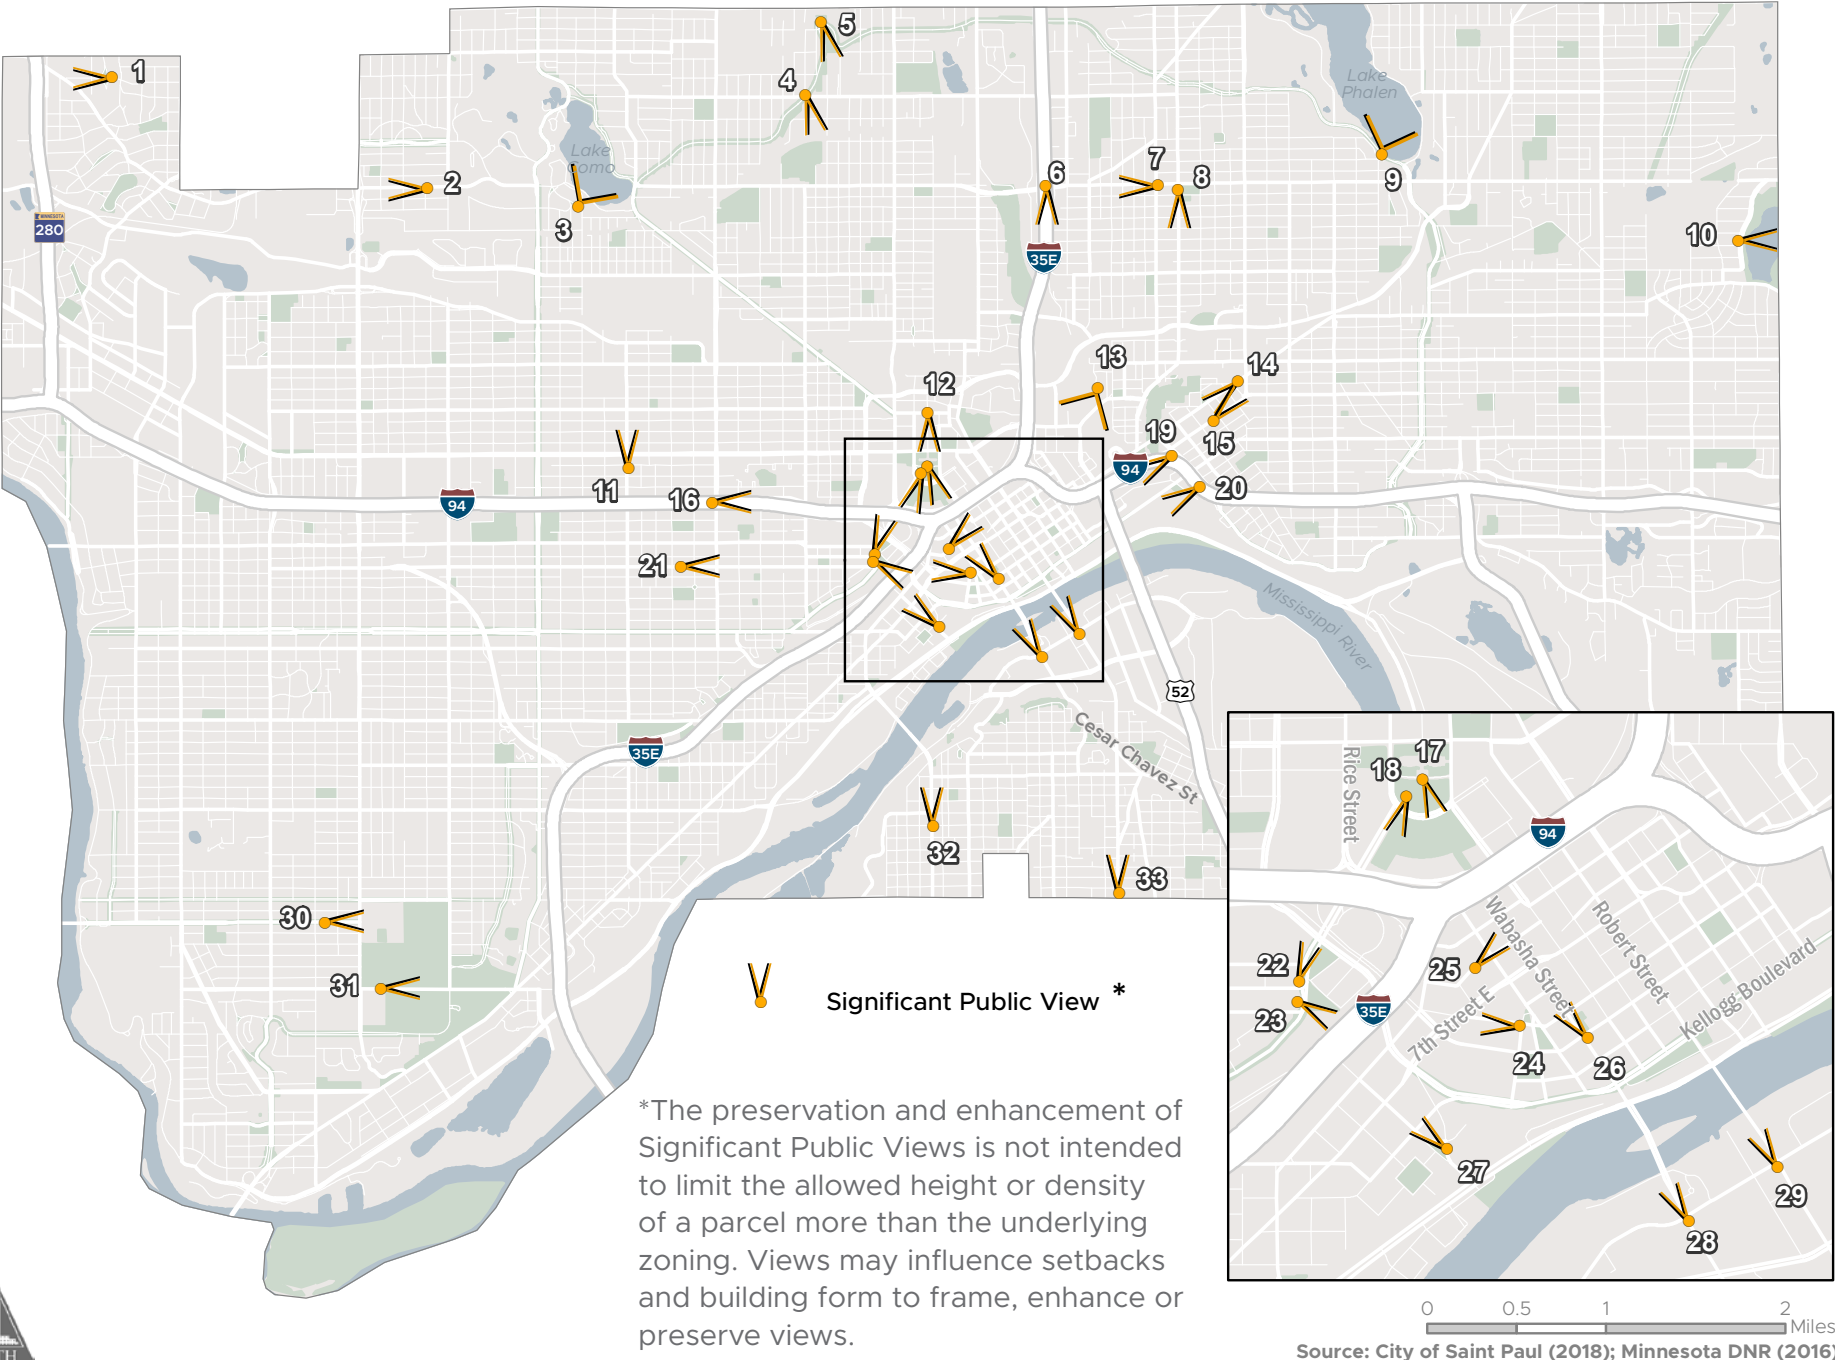 5
1
4
Lake
Phalen
Lake
Como
2
3
6
7
8
9
10
MINNESOTA
280
35E
13
14
12
19
15
11
94
16
94
20
21
Mississippi River
52
Cesar Chavez St
35E
32
33
30
31
17
18
Rice Street
94
22
23
25
35E
Wabasha Street
Robert Street
7th Street E
Kellogg Boulevard
24
26
27
28
29
Significant Public View *
*The preservation and enhancement of
Significant Public Views is not intended
to limit the allowed height or density
of a parcel more than the underlying
zoning. Views may influence setbacks
and building form to frame, enhance or
preserve views.
0 0.5 1 2
Miles
Source: City of Saint Paul (2018); Minnesota DNR (2016)